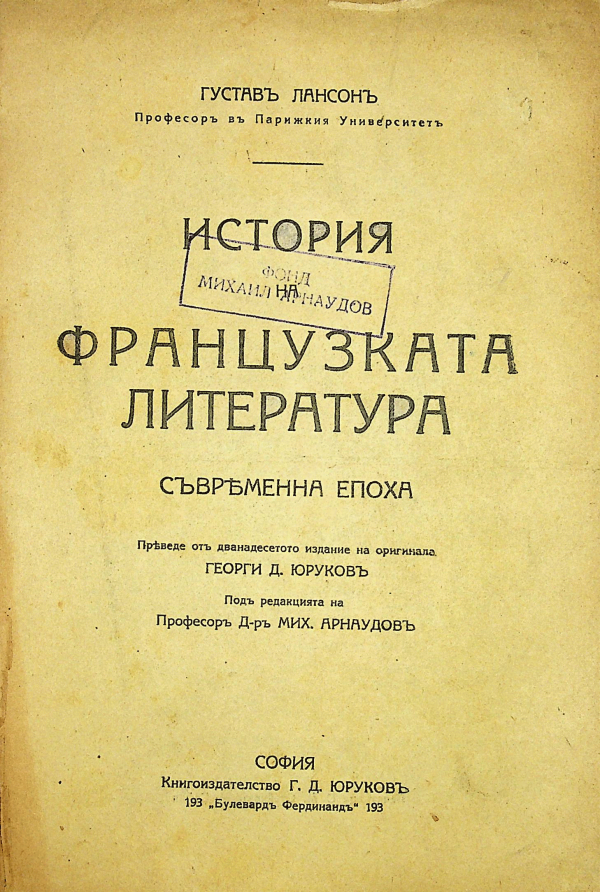 ГУСТАВЪ ЛАНСОНЪ
Професоръ въ Парижкия Университетъ
ИСТОРИЯ
ФОНД
МИХАИЛ АРНАУДОВ
НА
ФРАНЦУЗКАТА
ЛИТЕРАТУРА
СЪВРѢМЕННА ЕПОХА
Прѣведе отъ дванадесетото издание на оригинала
ГЕОРГИ Д. ЮРУКОВЪ
Подъ редакцията на
Професоръ Д-ръ МИХ. АРНАУДОВЪ
СОФИЯ
Книгоиздателство Г. Д. ЮРУКОВЪ
193 „Булевардъ Фердинандъ“ 193